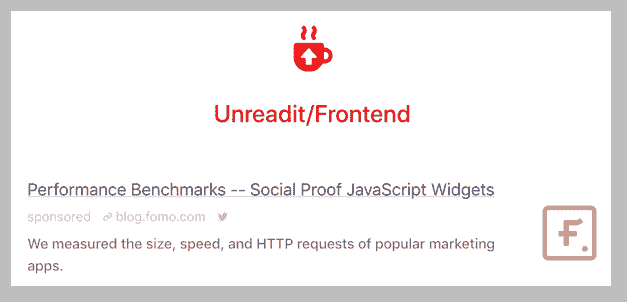 Unreadit/Frontend
Performance Benchmarks -- Social Proof JavaScript Widgets
sponsored blog.fomo.com
We measured the size, speed, and HTTP requests of popular marketing
apps.
F.